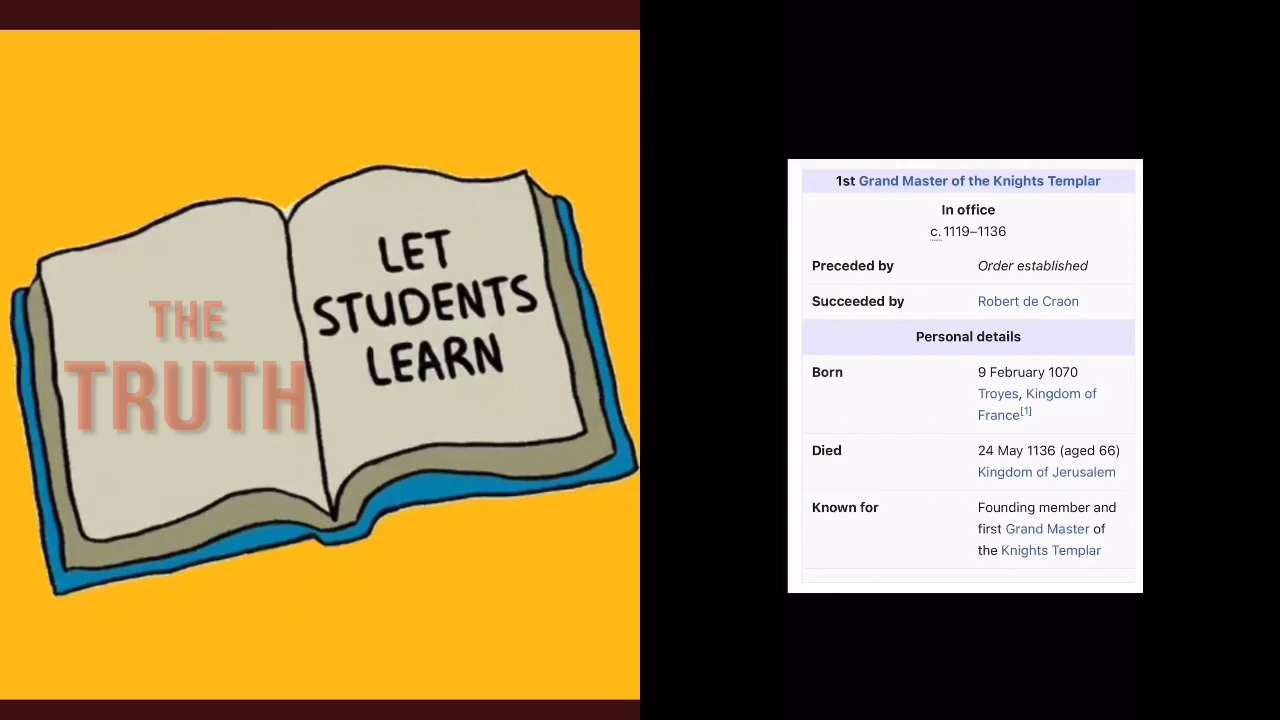 THE
TRUTH
LET
STUDENTS
LEARN
1st Grand Master of the Knights Templar
In office
c. 1119–1136
Preceded by Order established
Succeeded by Robert de Craon
Personal details
Born 9 February 1070
Troyes, Kingdom of
France[1]
Died 24 May 1136 (aged 66)
Kingdom of Jerusalem
Known for Founding member and
first Grand Master of
the Knights Templar